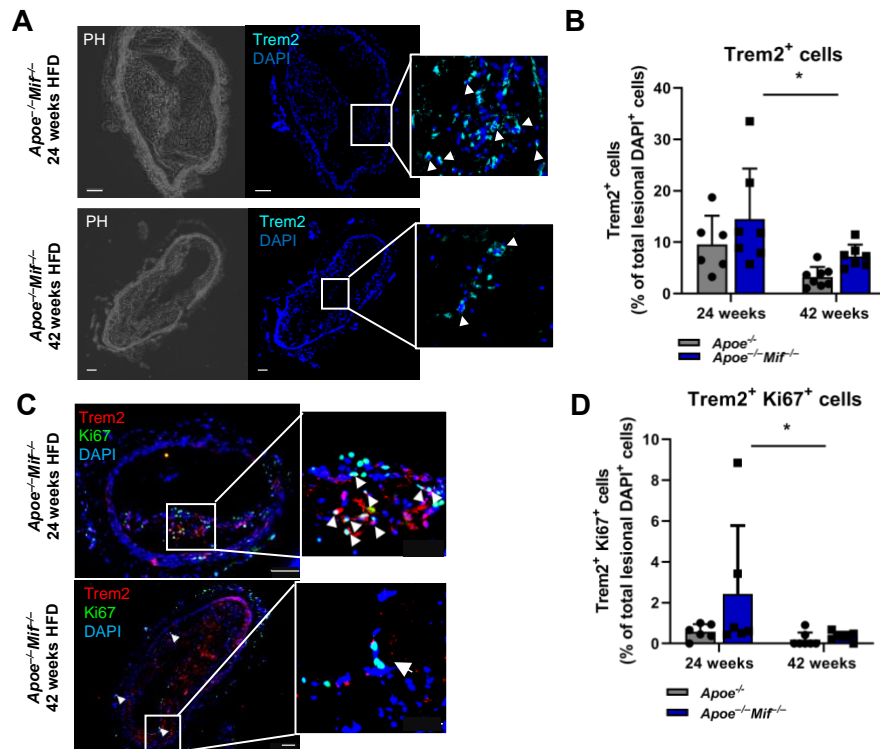 A
Apoe⁻/⁻Mif⁻/⁻
24 weeks HFD
PH
Trem2
DAPI
Apoe⁻/⁻Mif⁻/⁻
42 weeks HFD
PH
Trem2
DAPI
B
Trem2⁺ cells
*
Trem2⁺ cells
(% of total lesional DAPI⁺ cells)
40
30
20
10
0
24 weeks
42 weeks
Apoe⁻/⁻
Apoe⁻/⁻Mif⁻/⁻
C
Apoe⁻/⁻Mif⁻/⁻
24 weeks HFD
Trem2
Ki67
DAPI
Apoe⁻/⁻Mif⁻/⁻
42 weeks HFD
Trem2
Ki67
DAPI
D
Trem2⁺ Ki67⁺ cells
*
Trem2⁺ Ki67⁺ cells
(% of total lesional DAPI⁺ cells)
10
8
6
4
2
0
24 weeks
42 weeks
Apoe⁻/⁻
Apoe⁻/⁻Mif⁻/⁻